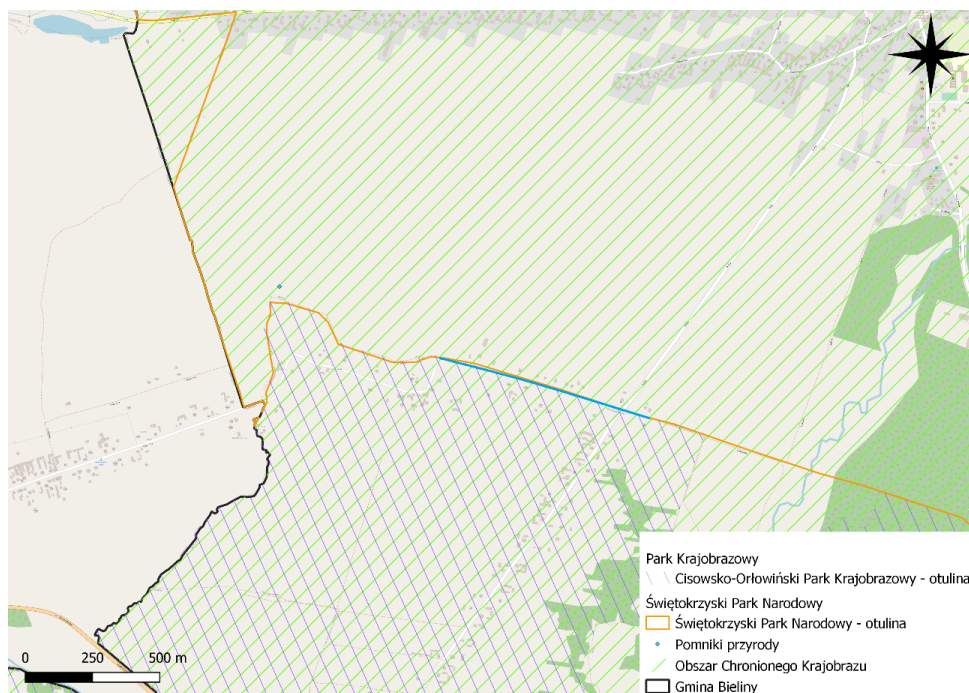 Park Krajobrazowy
Cisowsko-Orłowiński Park Krajobrazowy - otulina
Świętokrzyski Park Narodowy
Świętokrzyski Park Narodowy - otulina
Pomniki przyrody
Obszar Chronionego Krajobrazu
Gmina Bieliny
0 250 500 m